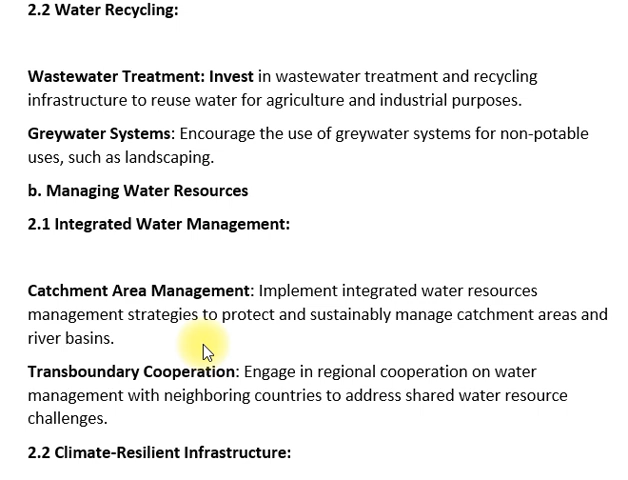 2.2 Water Recycling:
Wastewater Treatment: Invest in wastewater treatment and recycling
infrastructure to reuse water for agriculture and industrial purposes.
Greywater Systems: Encourage the use of greywater systems for non-potable
uses, such as landscaping.
b. Managing Water Resources
2.1 Integrated Water Management:
Catchment Area Management: Implement integrated water resources
management strategies to protect and sustainably manage catchment areas and
river basins.
Transboundary Cooperation: Engage in regional cooperation on water
management with neighboring countries to address shared water resource
challenges.
2.2 Climate-Resilient Infrastructure: